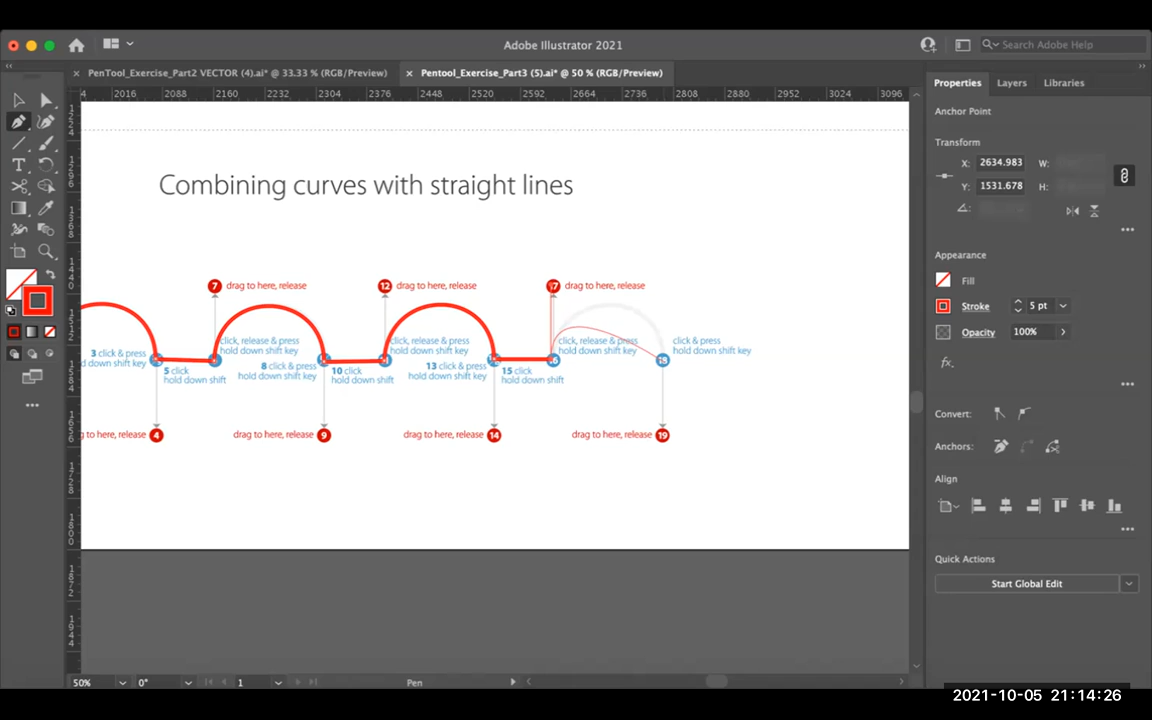 Adobe Illustrator 2021
Search Adobe Help
PenTool_Exercise_Part2 VECTOR (4).ai* @ 33.33 % (RGB/Preview)
Pentool_Exercise_Part3 (5).ai* @ 50 % (RGB/Preview)
4 2016 2088 2160 2232 2304 2376 2448 2520 2592 2664 2736 2808 2880 2952 3024 3096
Properties Layers Libraries
Anchor Point
Transform
X: 2634.983 W:
Y: 1531.678 H:
Combining curves with straight lines
7 drag to here, release
12 drag to here, release
17 drag to here, release
click, release & press
hold down shift key
click, release & press
hold down shift key
click, release & press
hold down shift key
18 click & press
hold down shift key
3 click & press
d down shift key
5 click
hold down shift
8 click & press
hold down shift key
10 click
hold down shift
13 click & press
hold down shift key
15 click
hold down shift
g to here, release 4
drag to here, release 9
drag to here, release 14
drag to here, release 19
Appearance
Fill
Stroke 5 pt
Opacity 100%
fx.
Convert:
Anchors:
Align
Quick Actions
Start Global Edit
50% 0° 1 Pen
2021-10-05 21:14:26